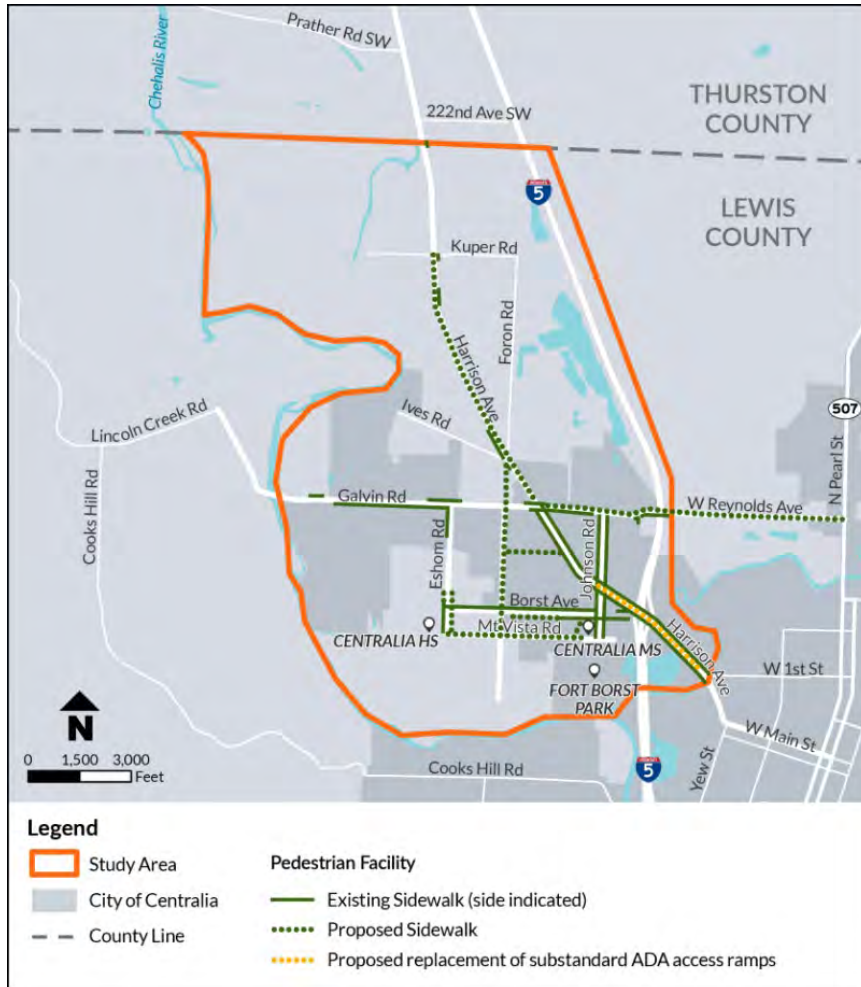 Prather Rd SW
Chehalis River
222nd Ave SW
THURSTON
COUNTY
INTERSTATE
5
LEWIS
COUNTY
Kuper Rd
Foron Rd
Harrison Ave
Ives Rd
Lincoln Creek Rd
507
N Pearl St
Cooks Hill Rd
Galvin Rd
W Reynolds Ave
Eshom Rd
Johnson Rd
Borst Ave
Mt Vista Rd
Harrison Ave
CENTRALIA HS
CENTRALIA MS
FORT BORST
PARK
W 1st St
N
W Main St
Yew St
0 1,500 3,000
Feet
Cooks Hill Rd
INTERSTATE
5
Legend
Study Area
City of Centralia
County Line
Pedestrian Facility
Existing Sidewalk (side indicated)
Proposed Sidewalk
Proposed replacement of substandard ADA access ramps